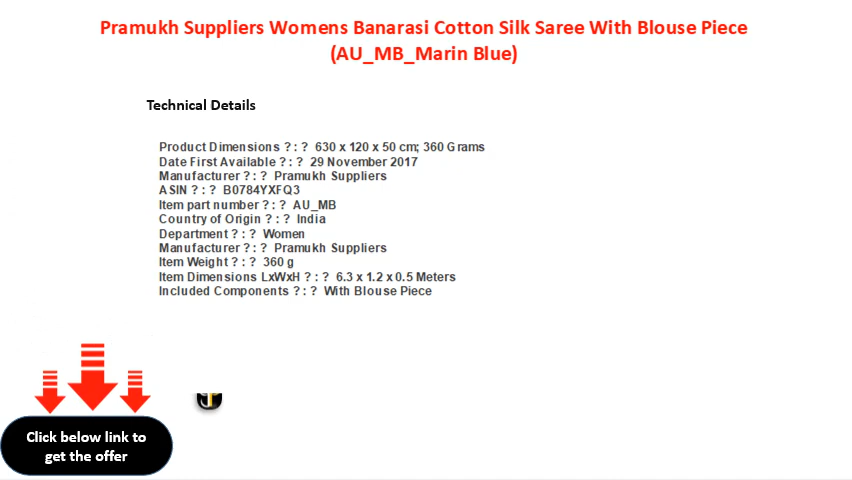 Pramukh Suppliers Womens Banarasi Cotton Silk Saree With Blouse Piece
(AU_MB_Marin Blue)
Technical Details
Product Dimensions ? : ? 630 x 120 x 50 cm; 360 Grams
Date First Available ? : ? 29 November 2017
Manufacturer ? : ? Pramukh Suppliers
ASIN ? : ? B0784YXFQ3
Item part number ? : ? AU_MB
Country of Origin ? : ? India
Department ? : ? Women
Manufacturer ? : ? Pramukh Suppliers
Item Weight ? : ? 360 g
Item Dimensions LxWxH ? : ? 6.3 x 1.2 x 0.5 Meters
Included Components ? : ? With Blouse Piece
Click below link to
get the offer